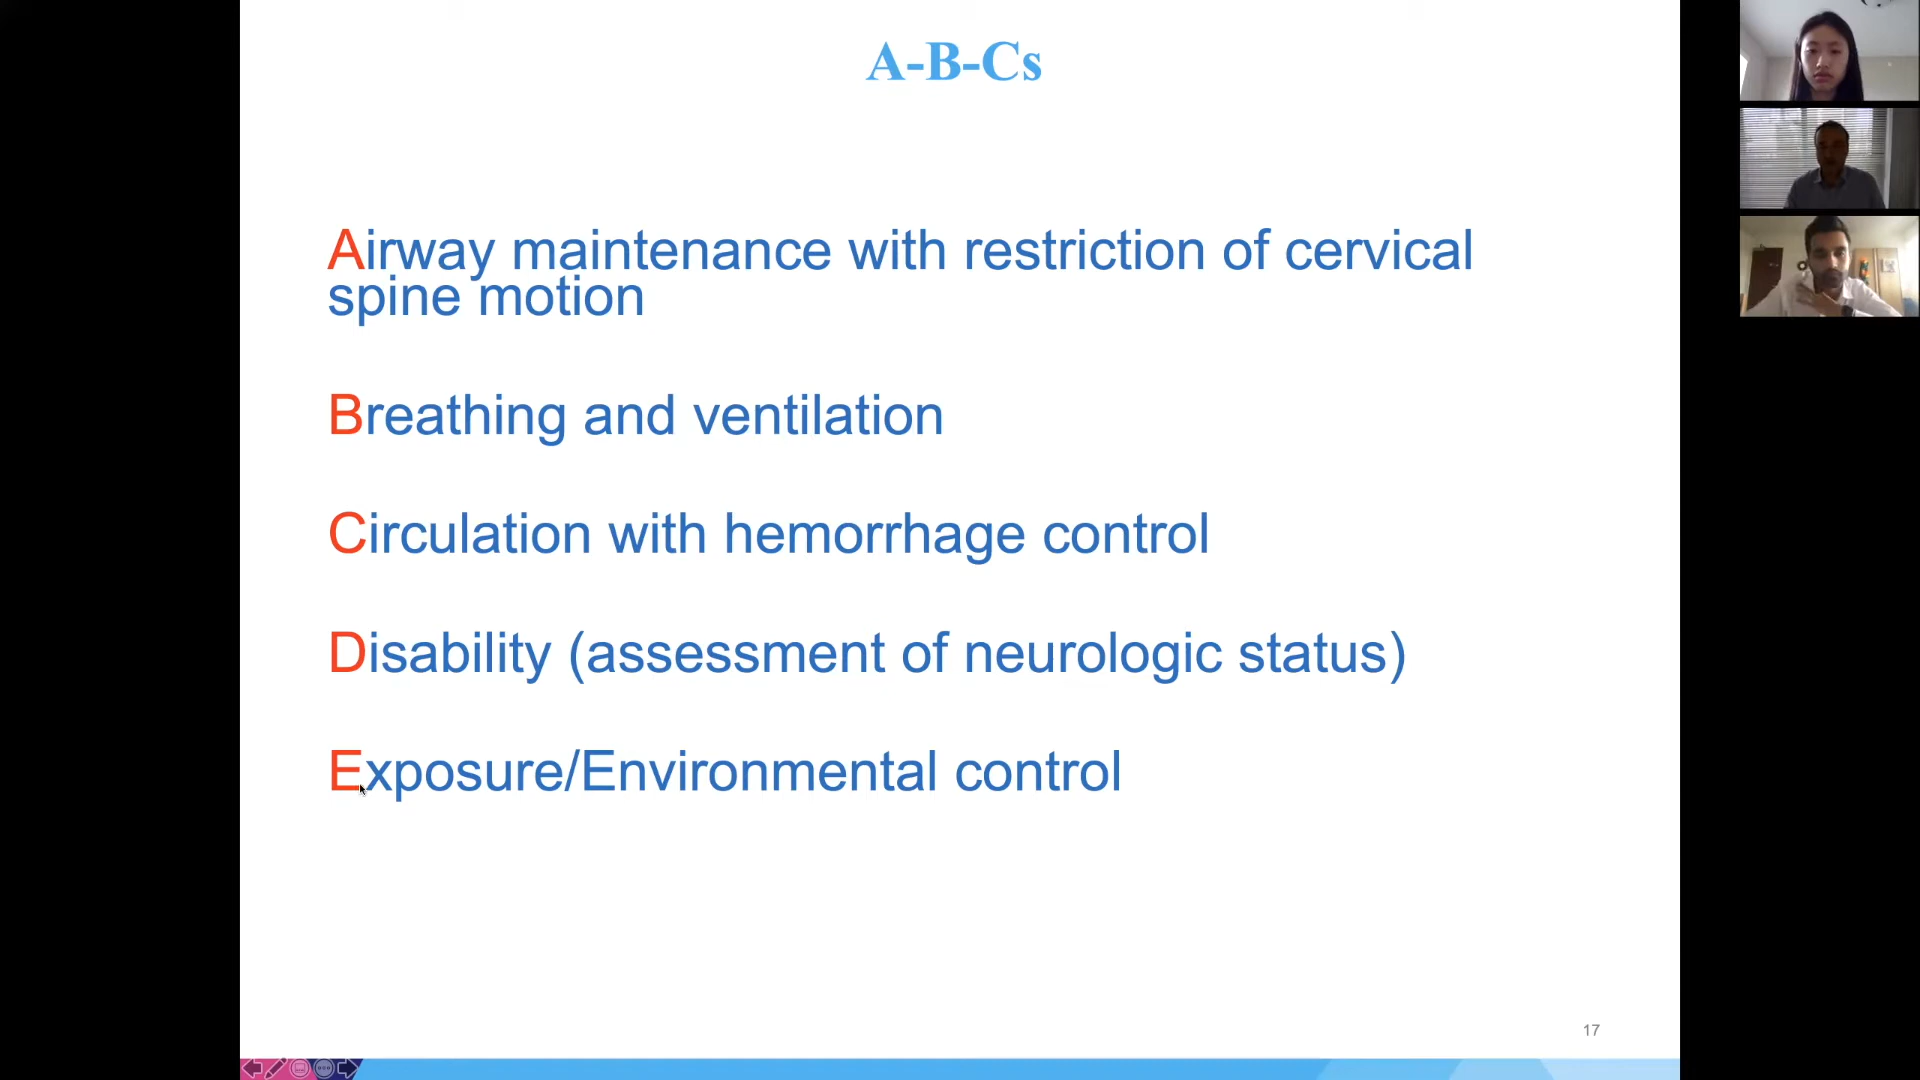 A-B-Cs
Airway maintenance with restriction of cervical
spine motion
Breathing and ventilation
Circulation with hemorrhage control
Disability (assessment of neurologic status)
Exposure/Environmental control
17